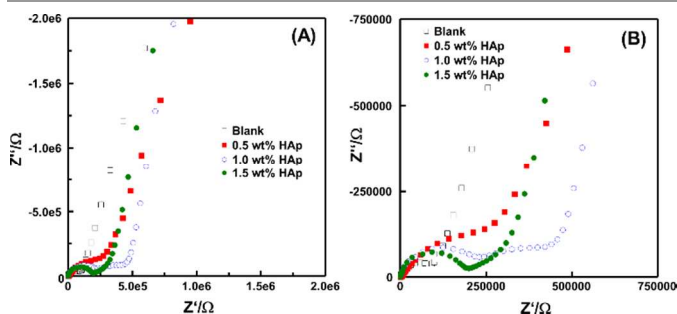 -2.0e6
(A)
-1.5e6
Blank
0.5 wt% HAp
1.0 wt% HAp
1.5 wt% HAp
Z''/Ω
-1.0e6
-5.0e5
0
0
5.0e5
1.0e6
1.5e6
2.0e6
Z'/Ω
-750000
(B)
Blank
0.5 wt% HAp
1.0 wt% HAp
1.5 wt% HAp
-500000
Z''/Ω
-250000
0
0
250000
500000
750000
Z'/Ω